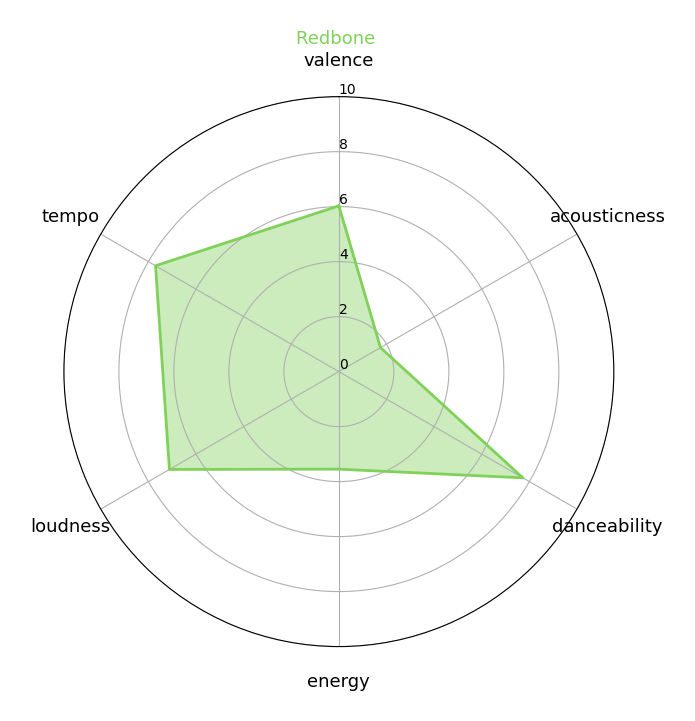 Redbone
valence
10
8
6
4
2
0
tempo
acousticness
loudness
danceability
energy